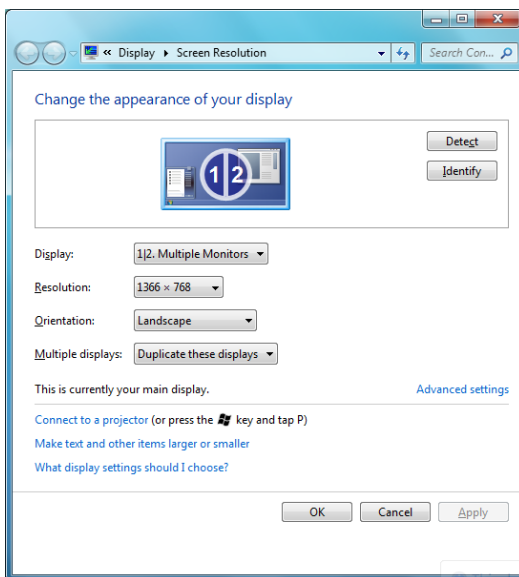 « Display ▸ Screen Resolution Search Con...
Change the appearance of your display
Detect
1|2
Identify
Display: 1|2. Multiple Monitors
Resolution: 1366 × 768
Orientation: Landscape
Multiple displays: Duplicate these displays
This is currently your main display. Advanced settings
Connect to a projector (or press the key and tap P)
Make text and other items larger or smaller
What display settings should I choose?
OK Cancel Apply